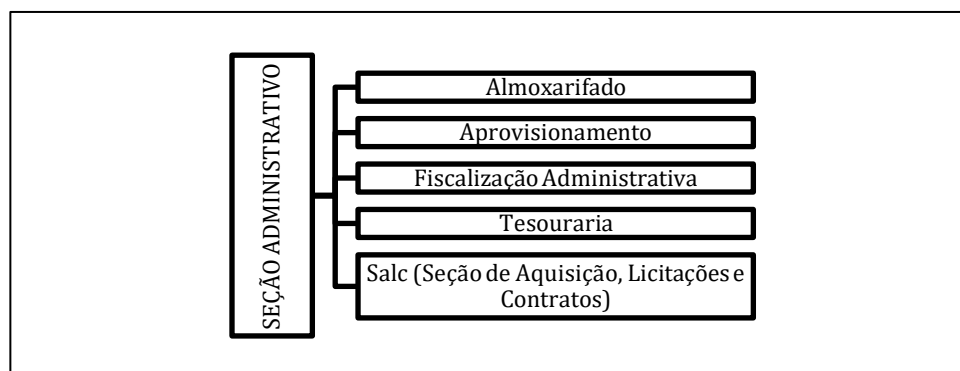 SEÇÃO ADMINISTRATIVO
Almoxarifado
Aprovisionamento
Fiscalização Administrativa
Tesouraria
Salc (Seção de Aquisição, Licitações e
Contratos)